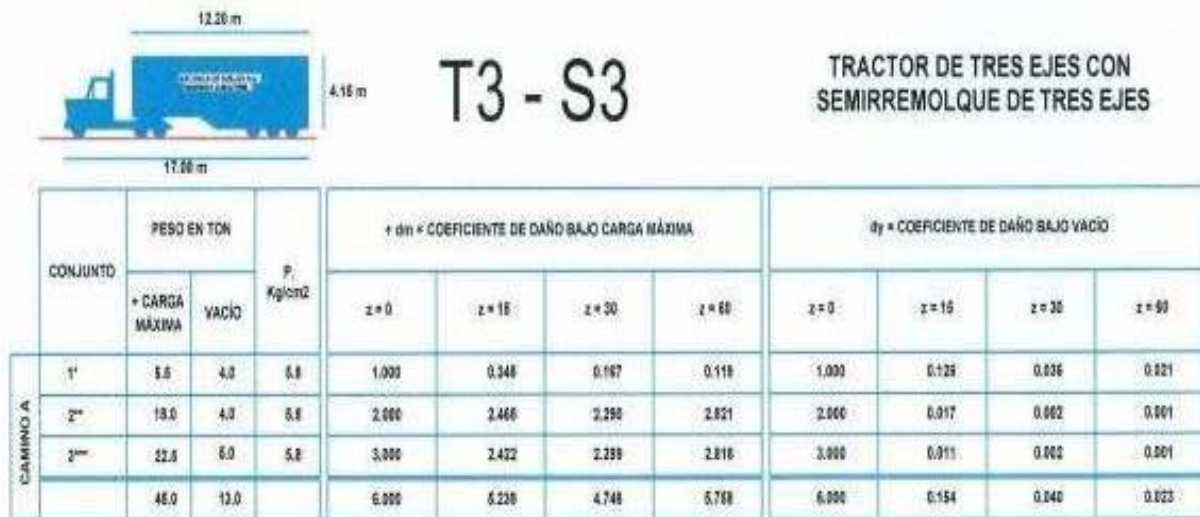 12.20 m
4.15 m
17.00 m
T3 - S3
TRACTOR DE TRES EJES CON
SEMIRREMOLQUE DE TRES EJES
CONJUNTO
PESO EN TON
+ CARGA
MÁXIMA
VACÍO
P.
Kg/cm2
+ dm = COEFICIENTE DE DAÑO BAJO CARGA MÁXIMA
z = 0 z = 15 z = 30 z = 60
dy = COEFICIENTE DE DAÑO BAJO VACÍO
z = 0 z = 15 z = 30 z = 60
CAMINO A
1* 5.5 4.0 5.8 1.000 0.348 0.167 0.119 1.000 0.126 0.036 0.021
2** 18.0 4.0 5.8 2.000 2.468 2.290 2.821 2.000 0.017 0.002 0.001
2*** 22.5 5.0 5.8 3.000 2.422 2.289 2.818 3.000 0.011 0.002 0.001
46.0 13.0 6.000 5.238 4.746 5.758 6.000 0.154 0.040 0.023